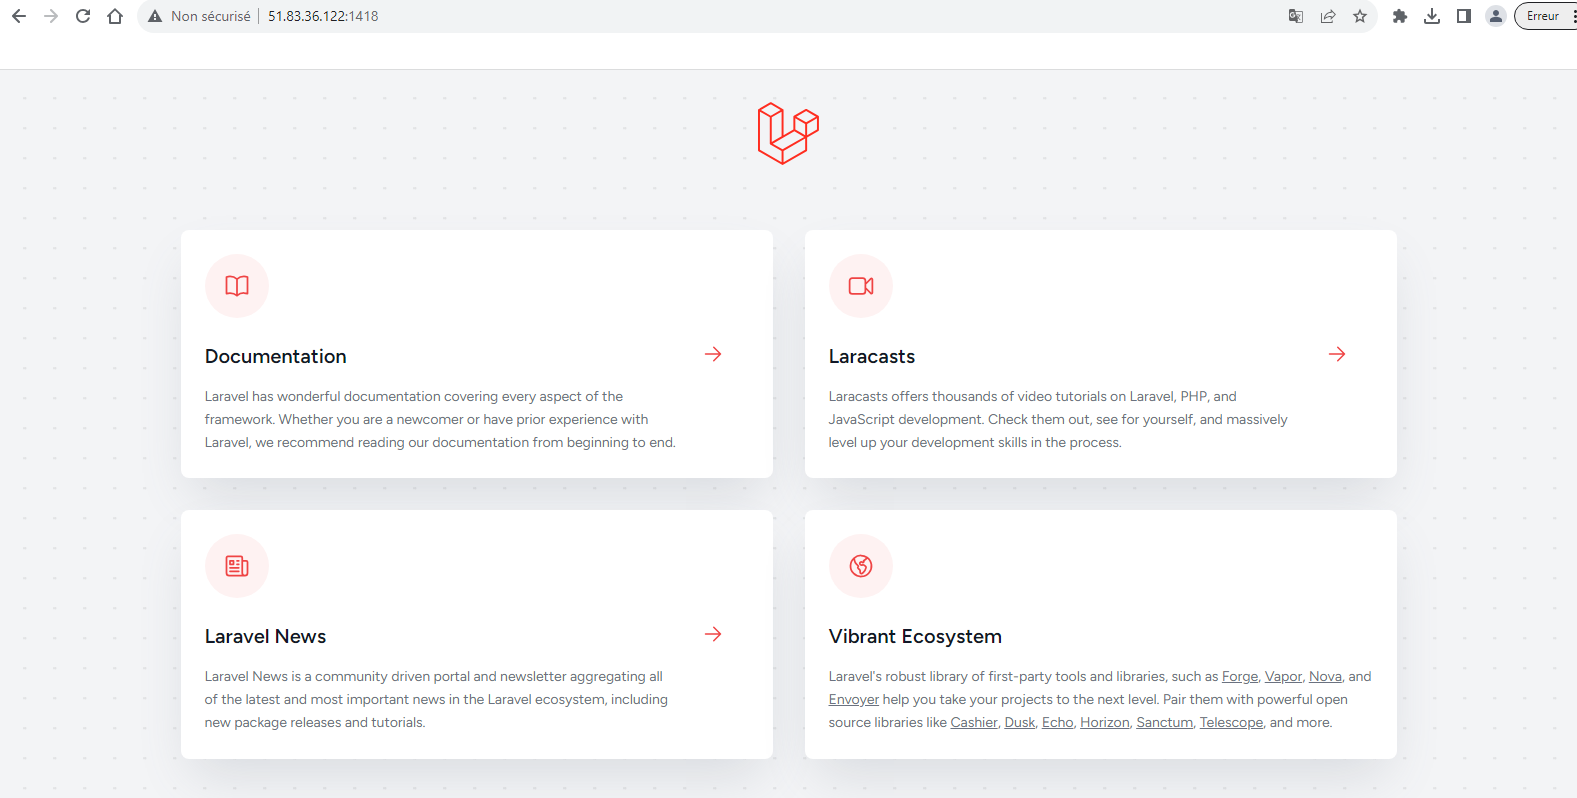 Non sécurisé
51.83.36.122:1418
Erreur
Documentation
Laravel has wonderful documentation covering every aspect of the
framework. Whether you are a newcomer or have prior experience with
Laravel, we recommend reading our documentation from beginning to end.
Laracasts
Laracasts offers thousands of video tutorials on Laravel, PHP, and
JavaScript development. Check them out, see for yourself, and massively
level up your development skills in the process.
Laravel News
Laravel News is a community driven portal and newsletter aggregating all
of the latest and most important news in the Laravel ecosystem, including
new package releases and tutorials.
Vibrant Ecosystem
Laravel's robust library of first-party tools and libraries, such as Forge, Vapor, Nova, and
Envoyer help you take your projects to the next level. Pair them with powerful open
source libraries like Cashier, Dusk, Echo, Horizon, Sanctum, Telescope, and more.